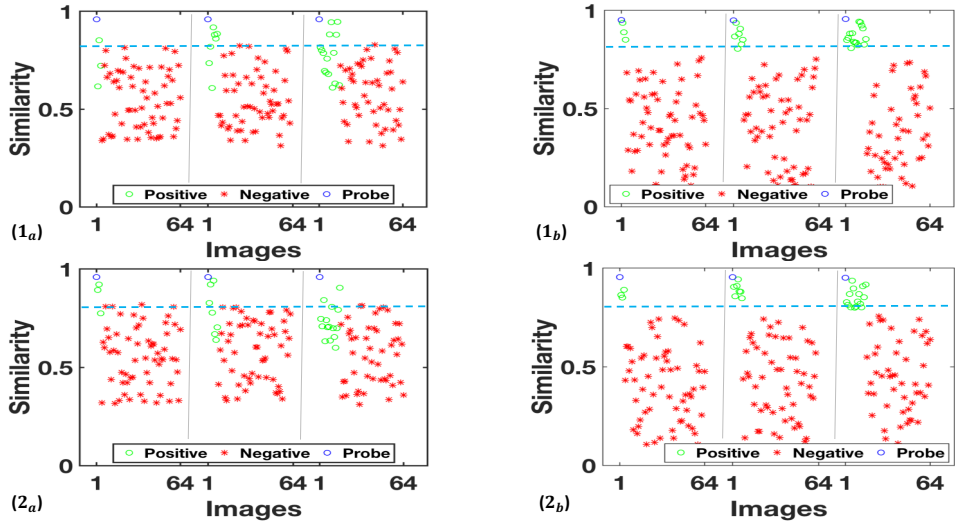 1
Similarity
0.5
0
Positive Negative Probe
1 64 1 64 1 64
(1a)
Images
1
Similarity
0.5
0
Positive Negative Probe
1 64 1 64 1 64
(1b)
Images
1
Similarity
0.5
0
Positive Negative Probe
1 64 1 64 1 64
(2a)
Images
1
Similarity
0.5
0
Positive Negative Probe
1 64 1 64 1 64
(2b)
Images